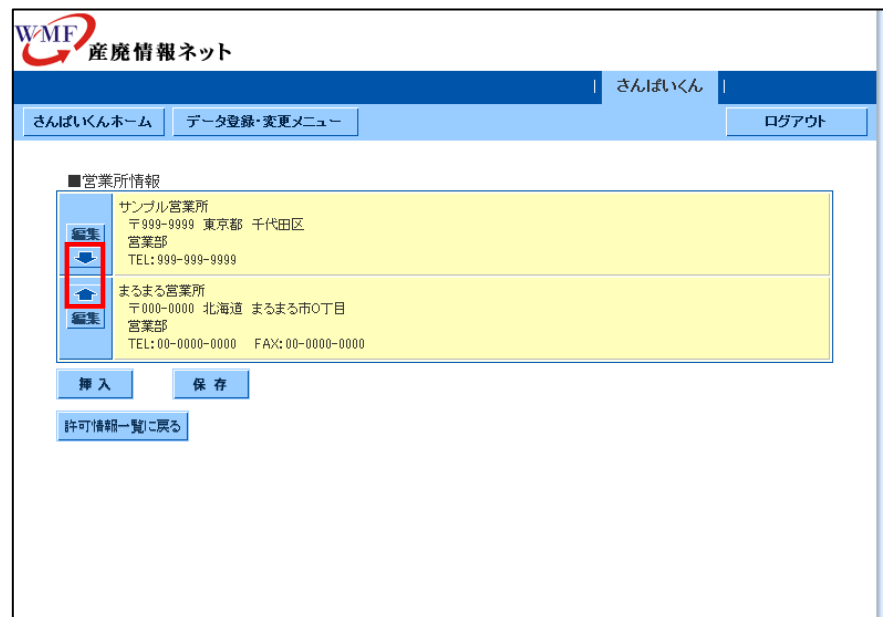 WMF
産廃情報ネット
| さんぱいくん |
さんぱいくんホーム データ登録・変更メニュー ログアウト
■営業所情報
編集
サンプル営業所
〒999-9999 東京都 千代田区
営業部
TEL:999-999-9999
編集
まるまる営業所
〒000-0000 北海道 まるまる市0丁目
営業部
TEL:00-0000-0000 FAX:00-0000-0000
挿入 保存
許可情報一覧に戻る